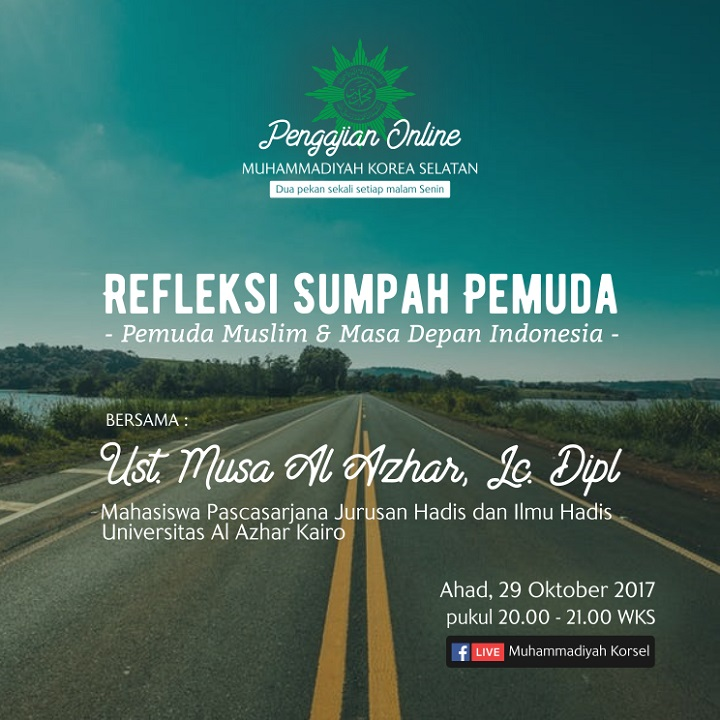 Pengajian Online
MUHAMMADIYAH KOREA SELATAN
Dua pekan sekali setiap malam Senin
REFLEKSI SUMPAH PEMUDA
- Pemuda Muslim & Masa Depan Indonesia -
BERSAMA :
Ust. Musa Al Azhar, Lc. Dipl
- Mahasiswa Pascasarjana Jurusan Hadis dan Ilmu Hadis -
Universitas Al Azhar Kairo
Ahad, 29 Oktober 2017
pukul 20.00 - 21.00 WKS
f LIVE Muhammadiyah Korsel